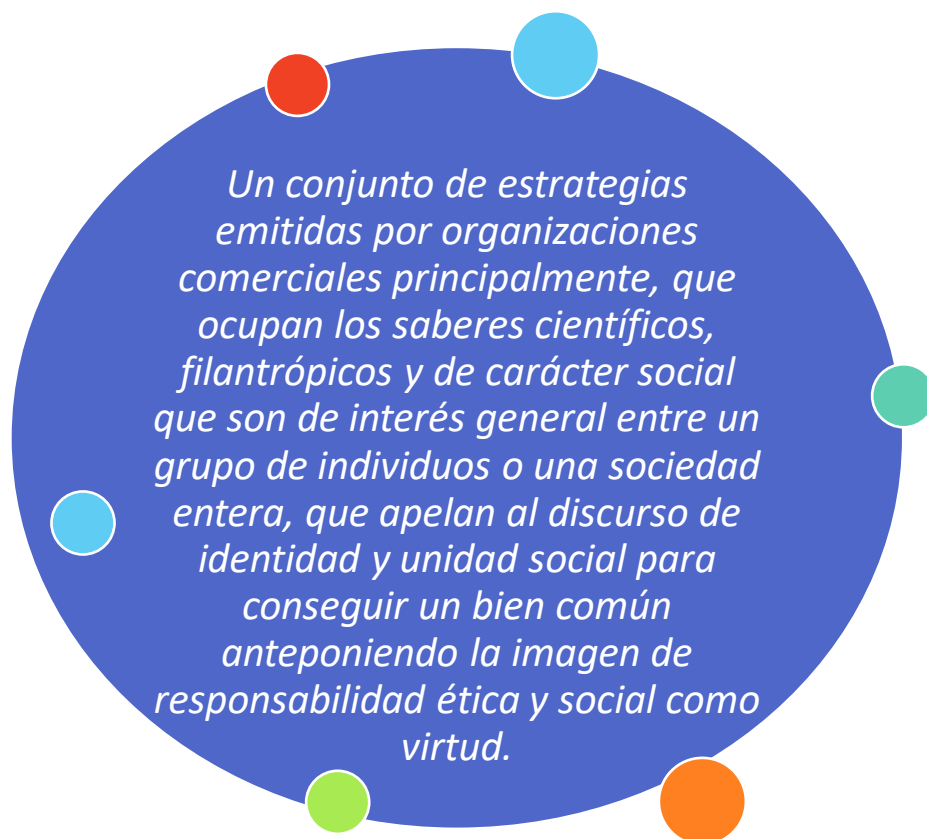 Un conjunto de estrategias
emitidas por organizaciones
comerciales principalmente, que
ocupan los saberes científicos,
filantrópicos y de carácter social
que son de interés general entre un
grupo de individuos o una sociedad
entera, que apelan al discurso de
identidad y unidad social para
conseguir un bien común
anteponiendo la imagen de
responsabilidad ética y social como
virtud.